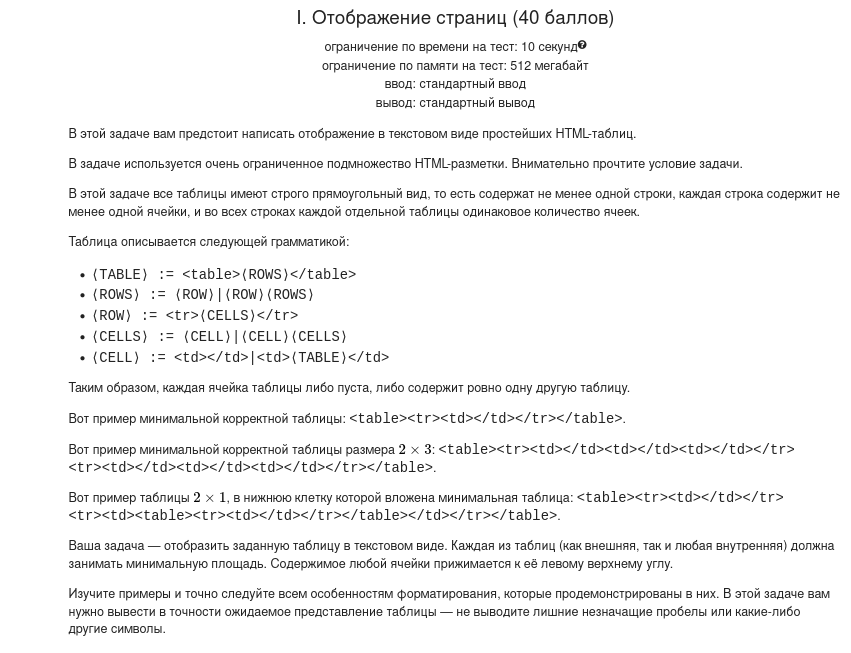 I. Отображение страниц (40 баллов)
ограничение по времени на тест: 10 секунд
ограничение по памяти на тест: 512 мегабайт
ввод: стандартный ввод
вывод: стандартный вывод
В этой задаче вам предстоит написать отображение в текстовом виде простейших HTML-таблиц.
В задаче используется очень ограниченное подмножество HTML-разметки. Внимательно прочтите условие задачи.
В этой задаче все таблицы имеют строго прямоугольный вид, то есть содержат не менее одной строки, каждая строка содержит не
менее одной ячейки, и во всех строках каждой отдельной таблицы одинаковое количество ячеек.
Таблица описывается следующей грамматикой:
• ⟨TABLE⟩ := <table>⟨ROWS⟩</table>
• ⟨ROWS⟩ := ⟨ROW⟩|⟨ROW⟩⟨ROWS⟩
• ⟨ROW⟩ := <tr>⟨CELLS⟩</tr>
• ⟨CELLS⟩ := ⟨CELL⟩|⟨CELL⟩⟨CELLS⟩
• ⟨CELL⟩ := <td></td>|<td>⟨TABLE⟩</td>
Таким образом, каждая ячейка таблицы либо пуста, либо содержит ровно одну другую таблицу.
Вот пример минимальной корректной таблицы: <table><tr><td></td></tr></table>.
Вот пример минимальной корректной таблицы размера 2 × 3: <table><tr><td></td><td></td><td></td></tr>
<tr><td></td><td></td><td></td></tr></table>.
Вот пример таблицы 2 × 1, в нижнюю клетку которой вложена минимальная таблица: <table><tr><td></td></tr>
<tr><td><table><tr><td></td></tr></table></td></tr></table>.
Ваша задача — отобразить заданную таблицу в текстовом виде. Каждая из таблиц (как внешняя, так и любая внутренняя) должна
занимать минимальную площадь. Содержимое любой ячейки прижимается к её левому верхнему углу.
Изучите примеры и точно следуйте всем особенностям форматирования, которые продемонстрированы в них. В этой задаче вам
нужно вывести в точности ожидаемое представление таблицы — не выводите лишние незначащие пробелы или какие-либо
другие символы.